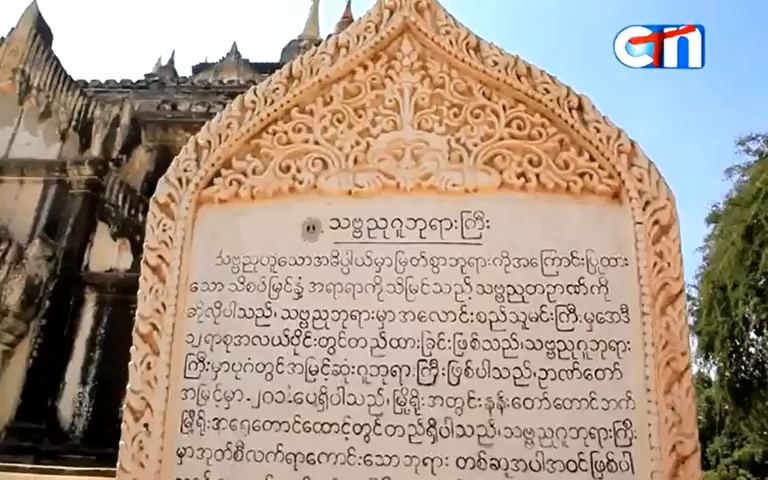 CTN
သဗ္ဗညုဂူဘုရားကြီး
သဗ္ဗညုဟူသောအဓိပ္ပါယ်မှာမြတ်စွာဘုရားကိုအကြောင်းပြုထား
သော သိစပ်မြင်နှံ့ အရာရာကိုသိမြင်သည့်သဗ္ဗညုတဉာဏ်ကို
ဆိုလိုပါသည်၊သဗ္ဗညုဘုရားမှာအလောင်းစည်သူမင်းကြီးမှအေဒီ
၁၂ရာစုအလယ်ပိုင်းတွင်တည်ထားခြင်းဖြစ်သည်၊သဗ္ဗညုဂူဘုရား
ကြီးမှာပုဂံတွင်အမြင့်ဆုံးဂူဘုရားကြီးဖြစ်ပါသည်၊ဉာဏ်တော်
အမြင့်မှာ-၂၀၁ပေရှိပါသည်၊မြို့ရိုးအတွင်းနန်းတော်တောင်ဘက်
မြို့ရိုးအရှေ့တောင်ထောင့်တွင်တည်ရှိပါသည်၊သဗ္ဗညုဂူဘုရားကြီး
မှာအုတ်စီလက်ရာကောင်းသောဘုရား တစ်ဆူအပါအဝင်ဖြစ်ပါ